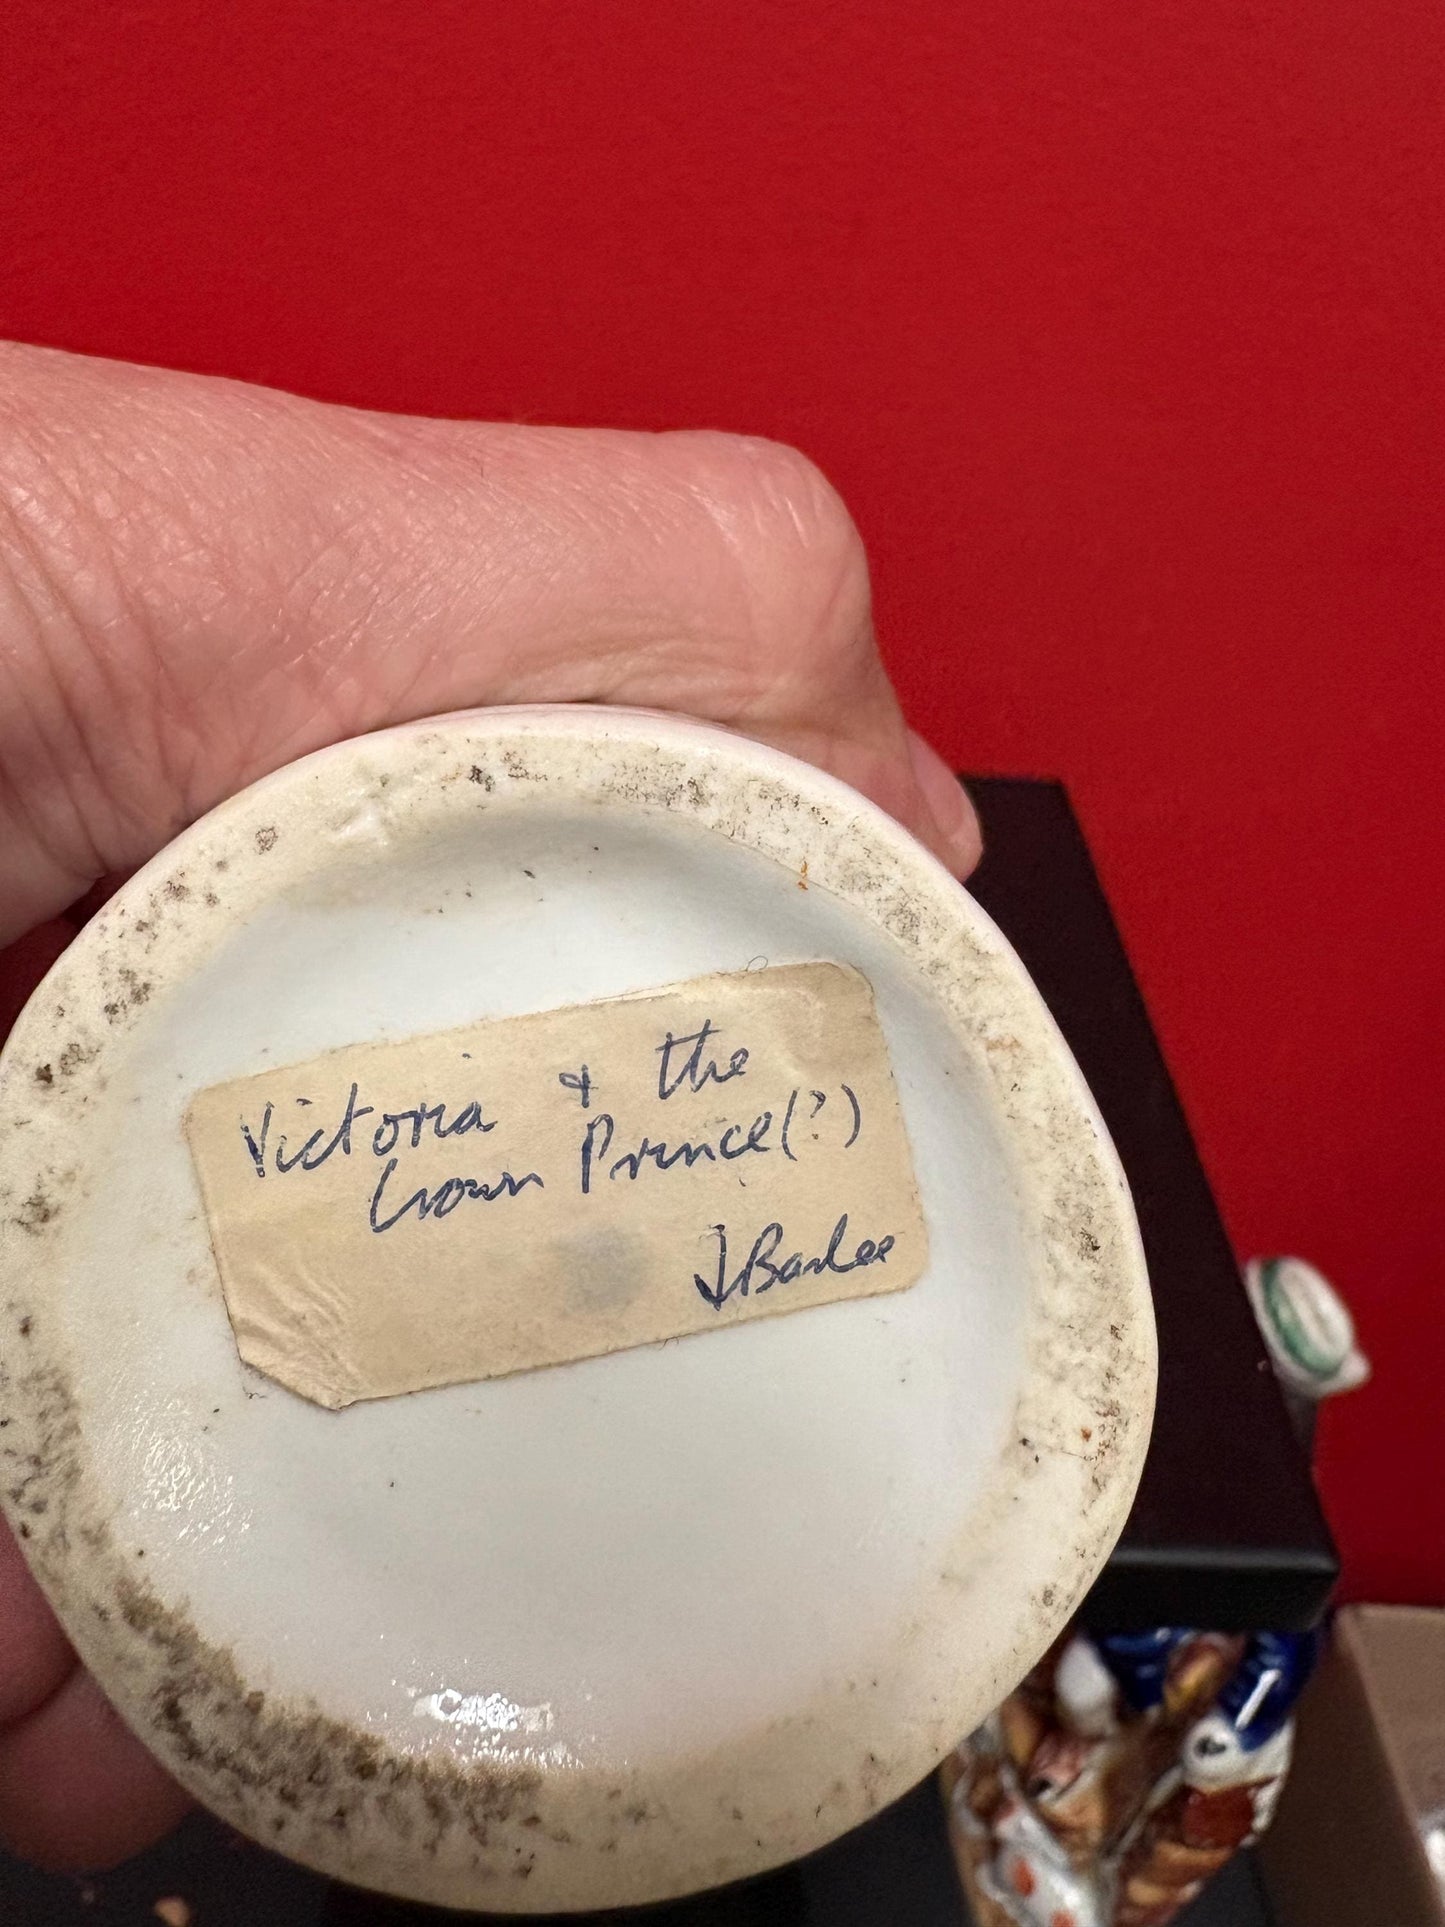 Victoria & the
Crown Prince(?)
J Barlee